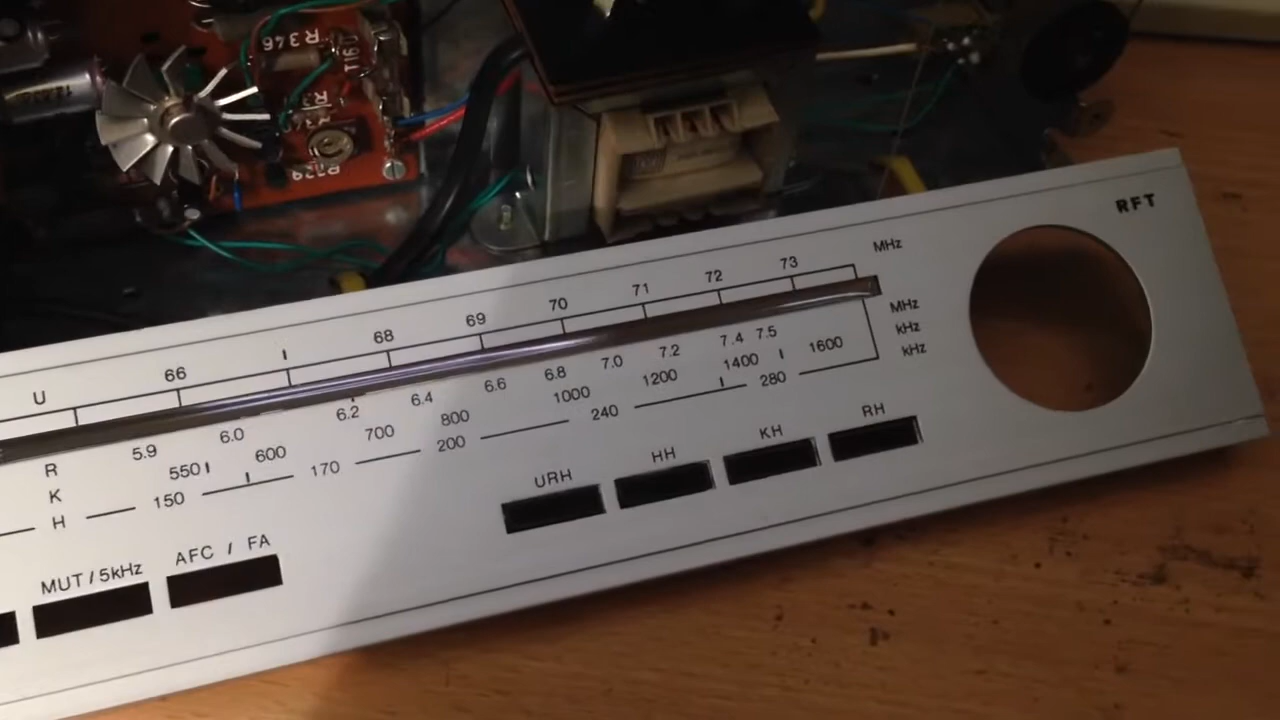 R346
RFT
U 66 68 69 70 71 72 73 MHz
R 5.9 6.0 6.2 6.4 6.6 6.8 7.0 7.2 7.4 7.5 MHz
K 550 600 700 800 1000 1200 1400 1600 kHz
H 150 170 200 240 280 kHz
URH HH KH RH
MUT / 5kHz AFC / FA